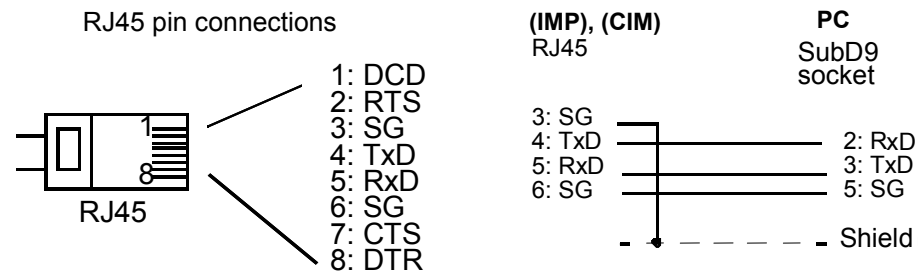 RJ45 pin connections
1
8
RJ45
1: DCD
2: RTS
3: SG
4: TxD
5: RxD
6: SG
7: CTS
8: DTR
(IMP), (CIM)
RJ45
PC
SubD9
socket
3: SG
4: TxD
5: RxD
6: SG
2: RxD
3: TxD
5: SG
Shield